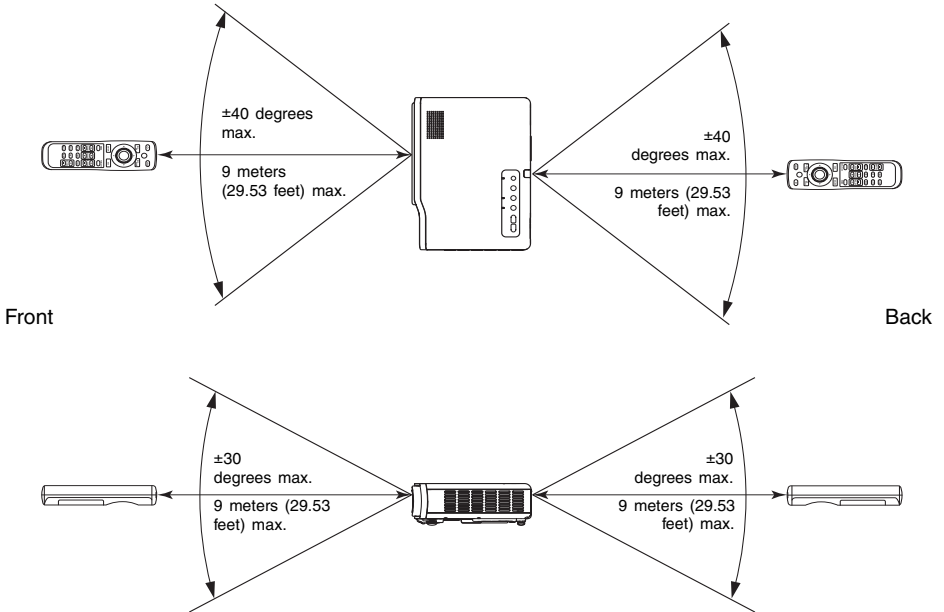 ±40 degrees
max.
9 meters
(29.53 feet) max.
±40
degrees max.
9 meters (29.53
feet) max.
Front
Back
±30
degrees max.
9 meters (29.53
feet) max.
±30
degrees max.
9 meters (29.53
feet) max.